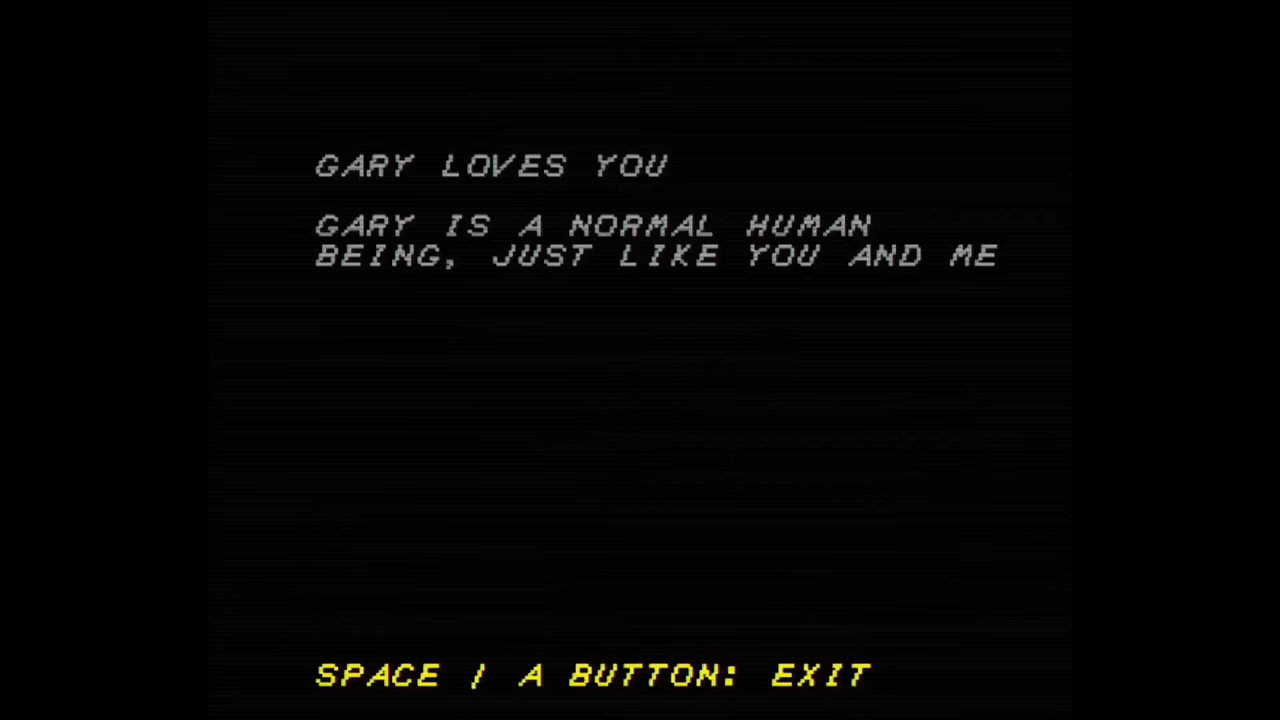 GARY LOVES YOU
GARY IS A NORMAL HUMAN
BEING, JUST LIKE YOU AND ME
SPACE / A BUTTON: EXIT